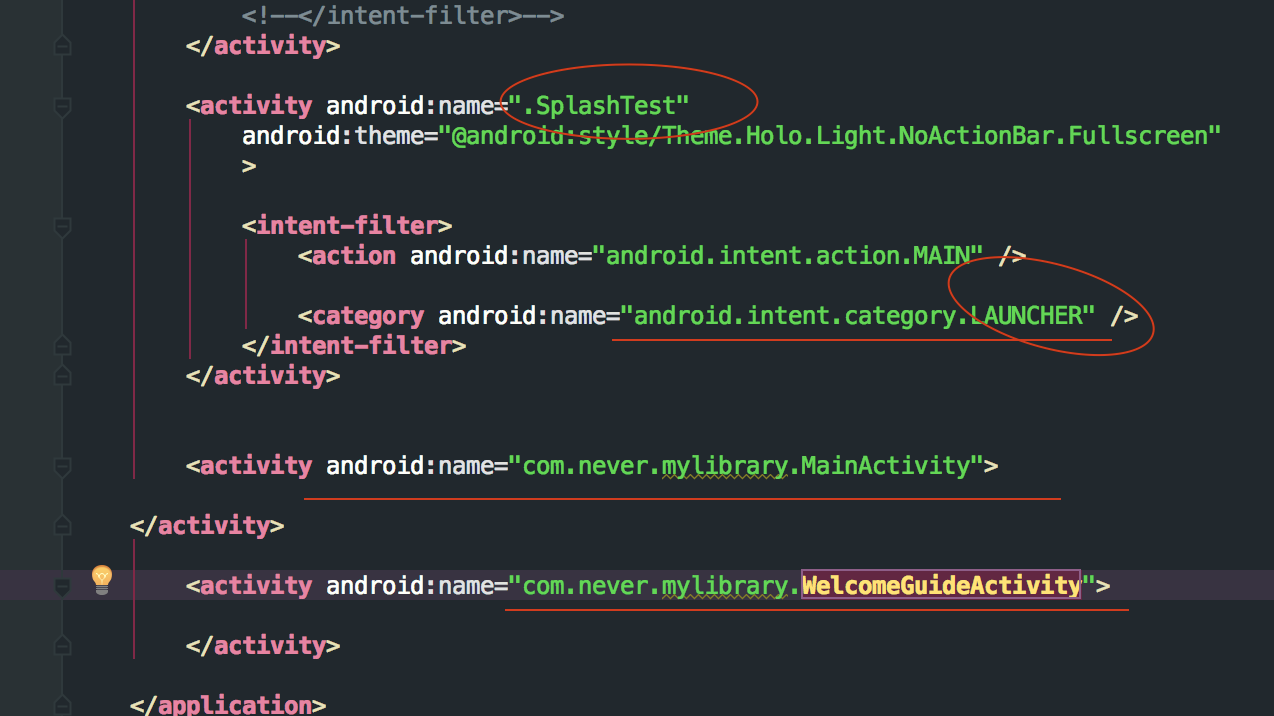 <!--</intent-filter>-->
</activity>
<activity android:name=".SplashTest"
android:theme="@android:style/Theme.Holo.Light.NoActionBar.Fullscreen"
>
<intent-filter>
<action android:name="android.intent.action.MAIN" />
<category android:name="android.intent.category.LAUNCHER" />
</intent-filter>
</activity>
<activity android:name="com.never.mylibrary.MainActivity">
</activity>
<activity android:name="com.never.mylibrary.WelcomeGuideActivity">
</activity>
</application>